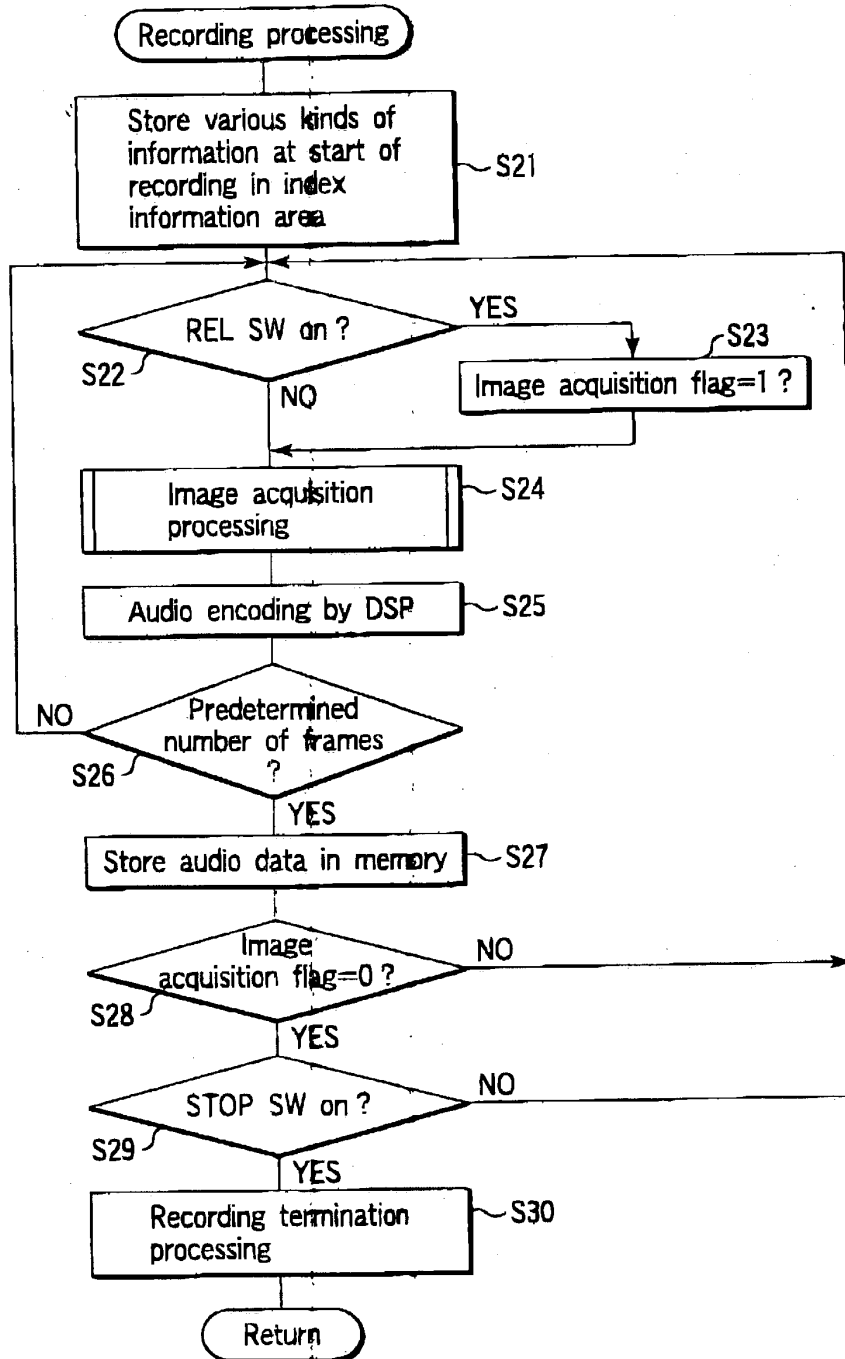 Recording processing
Store various kinds of
information at start of
recording in index
information area
S21
REL SW on ?
YES
S22
NO
S23
Image acquisition flag=1 ?
Image acquisition
processing
S24
Audio encoding by DSP
S25
Predetermined
number of frames
?
NO
S26
YES
Store audio data in memory
S27
Image
acquisition flag=0 ?
NO
S28
YES
STOP SW on ?
NO
S29
YES
Recording termination
processing
S30
Return